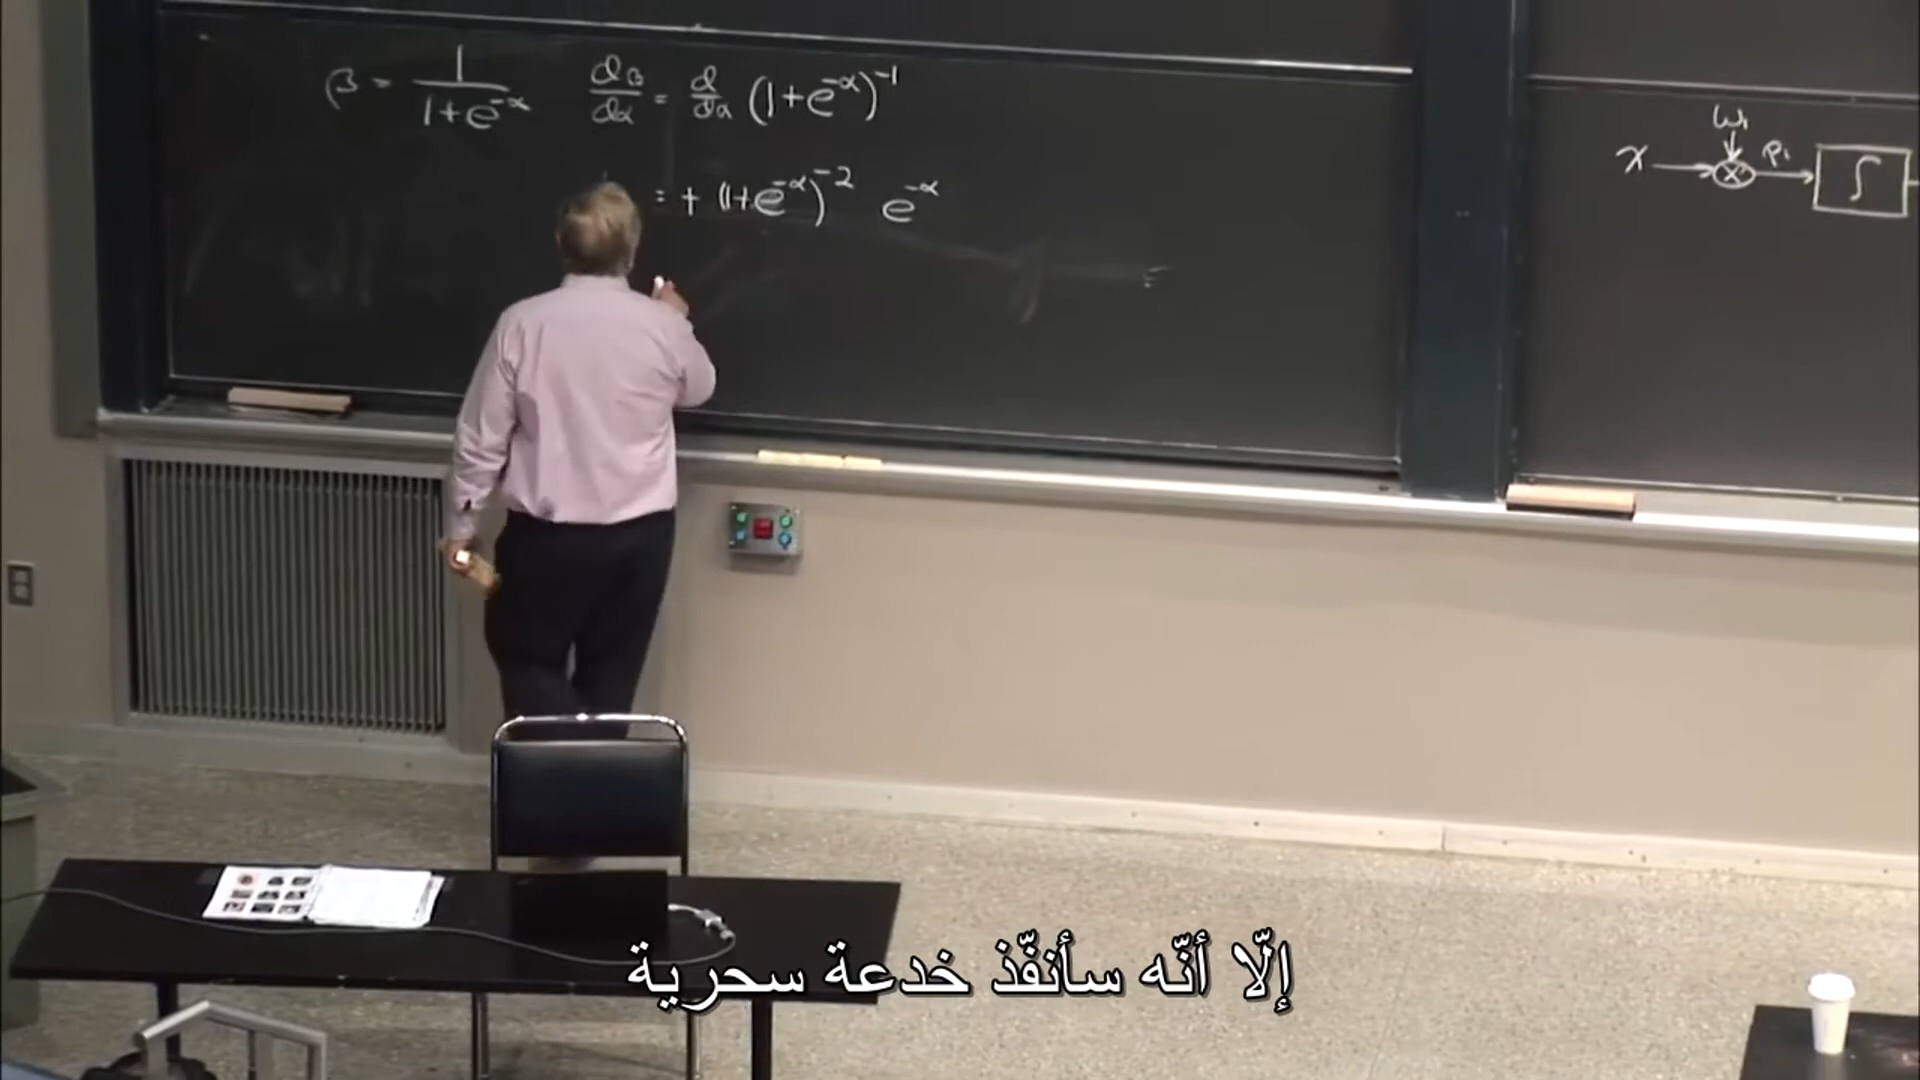 β = 1/(1+e^-α) dβ/dα = d/dα (1+e^-α)^-1
= + (1+e^-α)^-2 e^-α
w₁
x → ⊗ P₁ → ∫
إلّا أنّه سأنفّذ خدعة سحرية